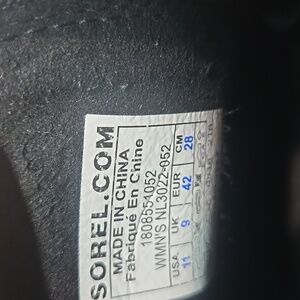 SOREL.COM
MADE IN CHINA
Fabriqué En Chine
1808551052
WMN'S NL3022-052
USA UK EUR CM
11 9 42 28